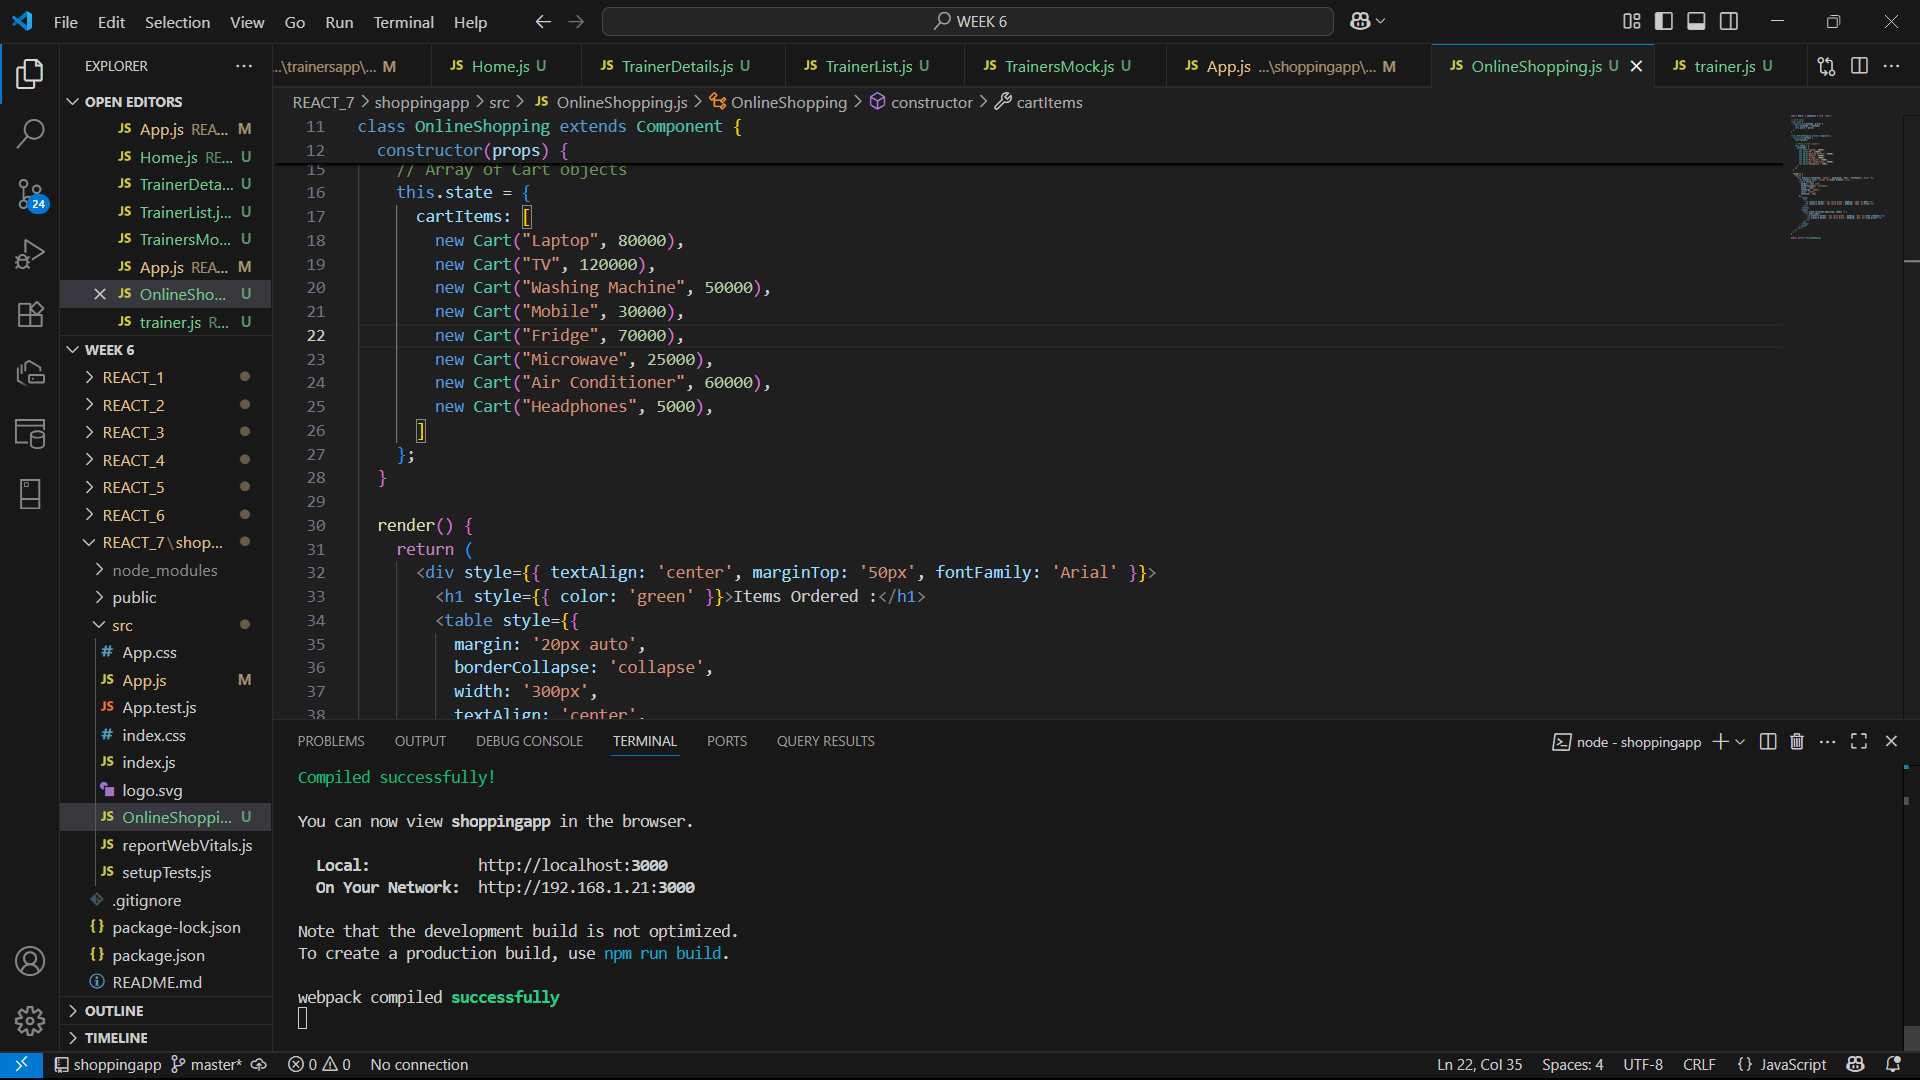 File Edit Selection View Go Run Terminal Help
WEEK 6
EXPLORER
...\trainersapp\... M
JS Home.js U
JS TrainerDetails.js U
JS TrainerList.js U
JS TrainersMock.js U
JS App.js ...\shoppingapp\... M
JS OnlineShopping.js U
JS trainer.js U
OPEN EDITORS
JS App.js REA... M
JS Home.js RE... U
JS TrainerDeta... U
JS TrainerList.j... U
JS TrainersMo... U
JS App.js REA... M
JS OnlineSho... U
JS trainer.js R... U
24
WEEK 6
REACT_1
REACT_2
REACT_3
REACT_4
REACT_5
REACT_6
REACT_7\shop...
node_modules
public
src
# App.css
JS App.js M
JS App.test.js
# index.css
JS index.js
logo.svg
JS OnlineShoppi... U
JS reportWebVitals.js
JS setupTests.js
.gitignore
{} package-lock.json
{} package.json
README.md
OUTLINE
TIMELINE
REACT_7 > shoppingapp > src > JS OnlineShopping.js > OnlineShopping > constructor > cartItems
11 class OnlineShopping extends Component {
12 constructor(props) {
15 // Array of Cart objects
16 this.state = {
17 cartItems: [
18 new Cart("Laptop", 80000),
19 new Cart("TV", 120000),
20 new Cart("Washing Machine", 50000),
21 new Cart("Mobile", 30000),
22 new Cart("Fridge", 70000),
23 new Cart("Microwave", 25000),
24 new Cart("Air Conditioner", 60000),
25 new Cart("Headphones", 5000),
26 ]
27 };
28 }
29
30 render() {
31 return (
32 <div style={{ textAlign: 'center', marginTop: '50px', fontFamily: 'Arial' }}>
33 <h1 style={{ color: 'green' }}>Items Ordered :</h1>
34 <table style={{
35 margin: '20px auto',
36 borderCollapse: 'collapse',
37 width: '300px',
38 textAlign: 'center',
PROBLEMS OUTPUT DEBUG CONSOLE TERMINAL PORTS QUERY RESULTS
node - shoppingapp
Compiled successfully!
You can now view shoppingapp in the browser.
Local: http://localhost:3000
On Your Network: http://192.168.1.21:3000
Note that the development build is not optimized.
To create a production build, use npm run build.
webpack compiled successfully
shoppingapp master* 0 0 No connection
Ln 22, Col 35 Spaces: 4 UTF-8 CRLF {} JavaScript